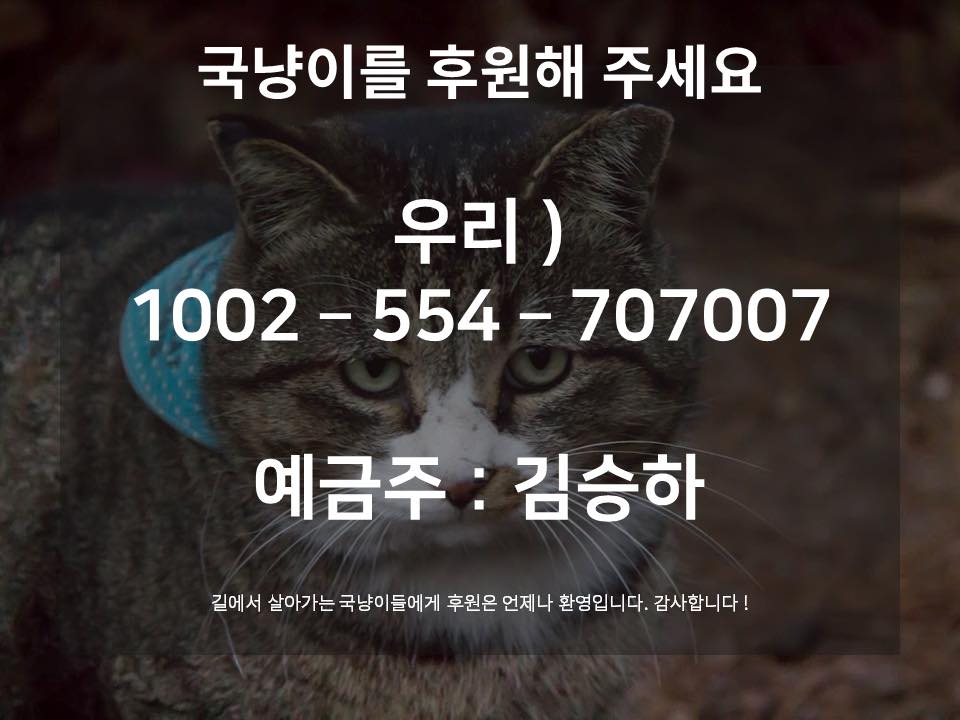 국냥이를 후원해 주세요
우리 )
1002 – 554 – 707007
예금주 : 김승하
길에서 살아가는 국냥이들에게 후원은 언제나 환영입니다. 감사합니다 !